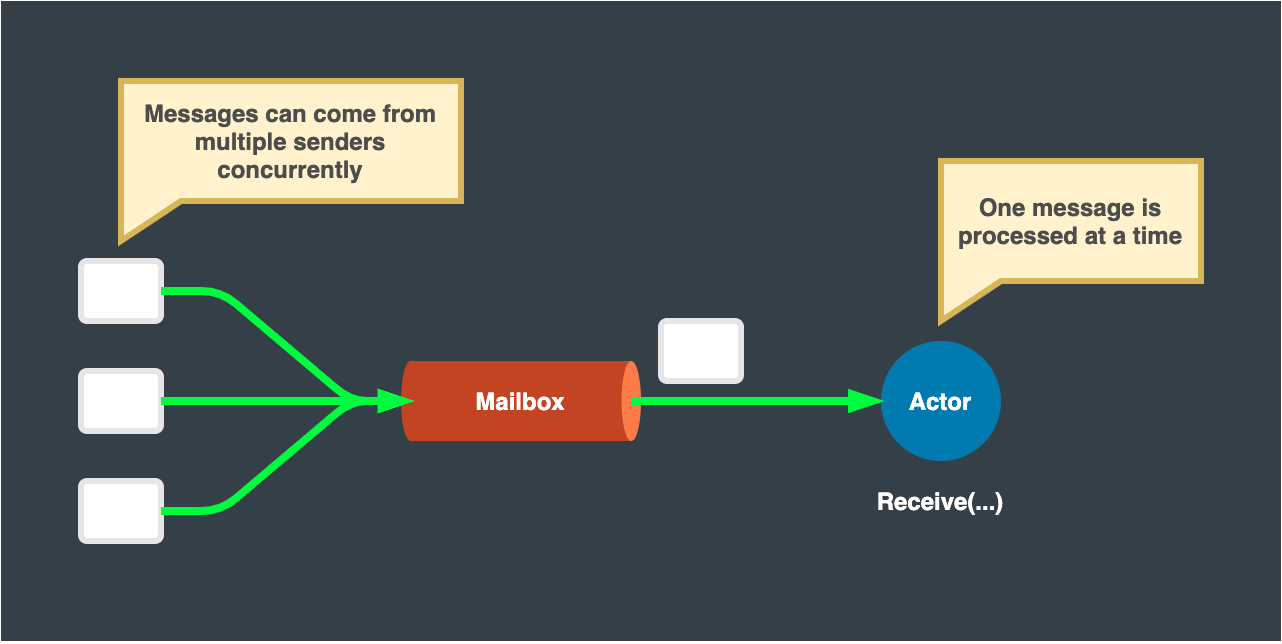 Messages can come from
multiple senders
concurrently
One message is
processed at a time
Mailbox
Actor
Receive(...)